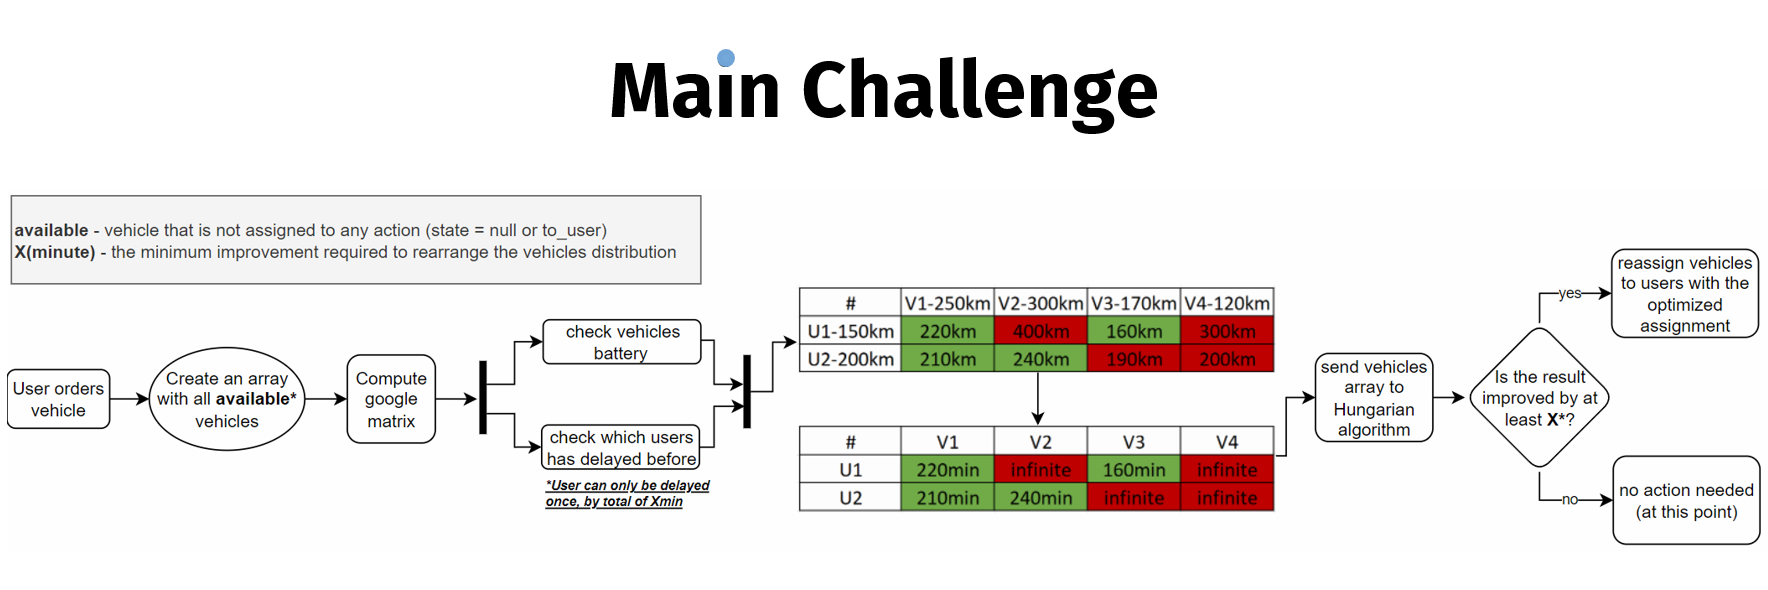 Main Challenge
available - vehicle that is not assigned to any action (state = null or to_user)
X(minute) - the minimum improvement required to rearrange the vehicles distribution
User orders
vehicle
Create an array
with all available*
vehicles
Compute
google
matrix
check vehicles
battery
check which users
has delayed before
*User can only be delayed
once, by total of Xmin
# V1-250km V2-300km V3-170km V4-120km
U1-150km 220km 400km 160km 300km
U2-200km 210km 240km 190km 200km
# V1 V2 V3 V4
U1 220min infinite 160min infinite
U2 210min 240min infinite infinite
send vehicles
array to
Hungarian
algorithm
Is the result
improved by at
least X*?
yes
reassign vehicles
to users with the
optimized
assignment
no
no action needed
(at this point)